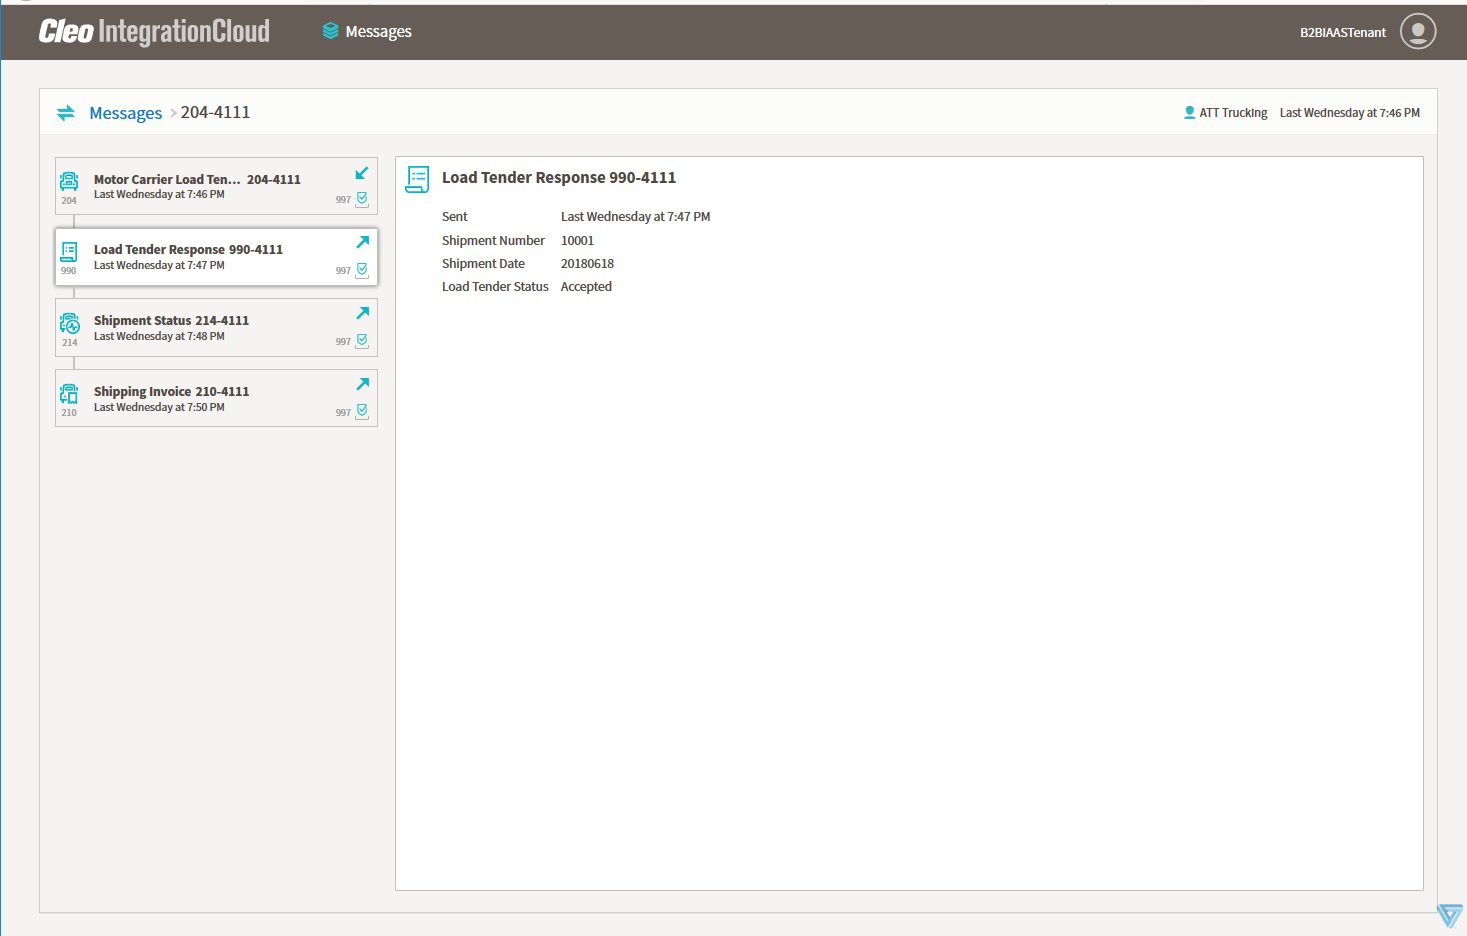 Cleo IntegrationCloud
Messages
B2BIAASTenant
Messages > 204-4111
ATT Trucking
Last Wednesday at 7:46 PM
Motor Carrier Load Ten... 204-4111
Last Wednesday at 7:46 PM
204
997
Load Tender Response 990-4111
Last Wednesday at 7:47 PM
990
997
Shipment Status 214-4111
Last Wednesday at 7:48 PM
214
997
Shipping Invoice 210-4111
Last Wednesday at 7:50 PM
210
997
Load Tender Response 990-4111
Sent Last Wednesday at 7:47 PM
Shipment Number 10001
Shipment Date 20180618
Load Tender Status Accepted